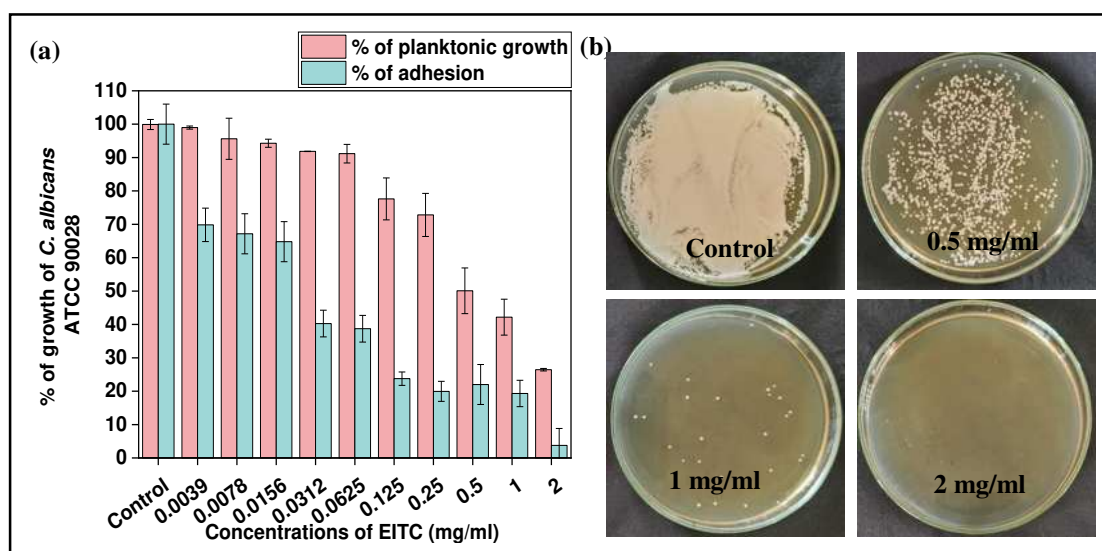 (a)
% of planktonic growth
% of adhesion
110
100
90
80
70
60
50
40
30
20
10
0
% of growth of C. albicans
ATCC 90028
Control
0.0039
0.0078
0.0156
0.0312
0.0625
0.125
0.25
0.5
1
2
Concentrations of EITC (mg/ml)
(b)
Control
0.5 mg/ml
1 mg/ml
2 mg/ml